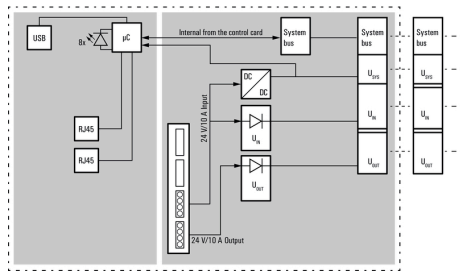 USB
8x
µC
Internal from the control card
System
bus
System
bus
System
bus
DC
DC
U_SYS
U_SYS
24 V/10 A Input
U_IN
U_IN
U_IN
RJ45
RJ45
U_OUT
U_OUT
U_OUT
24 V/10 A Output